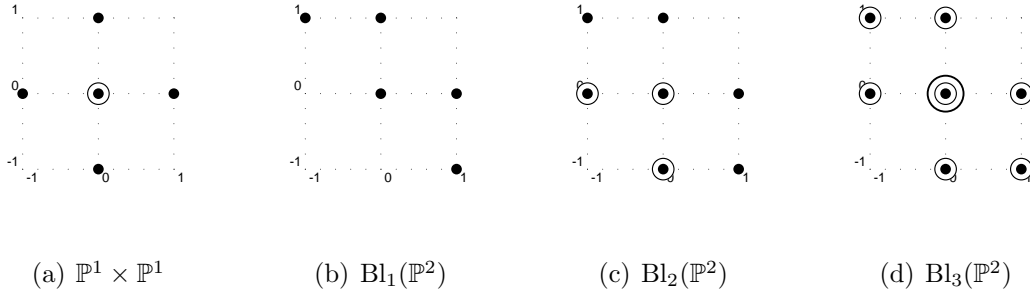 1 1 1 1
0 0 0 0
-1 -1 -1 -1
-1 0 1 -1 0 1 -1 0 1 -1 0 1
(a) ℙ¹ × ℙ¹ (b) Bl₁(ℙ²) (c) Bl₂(ℙ²) (d) Bl₃(ℙ²)